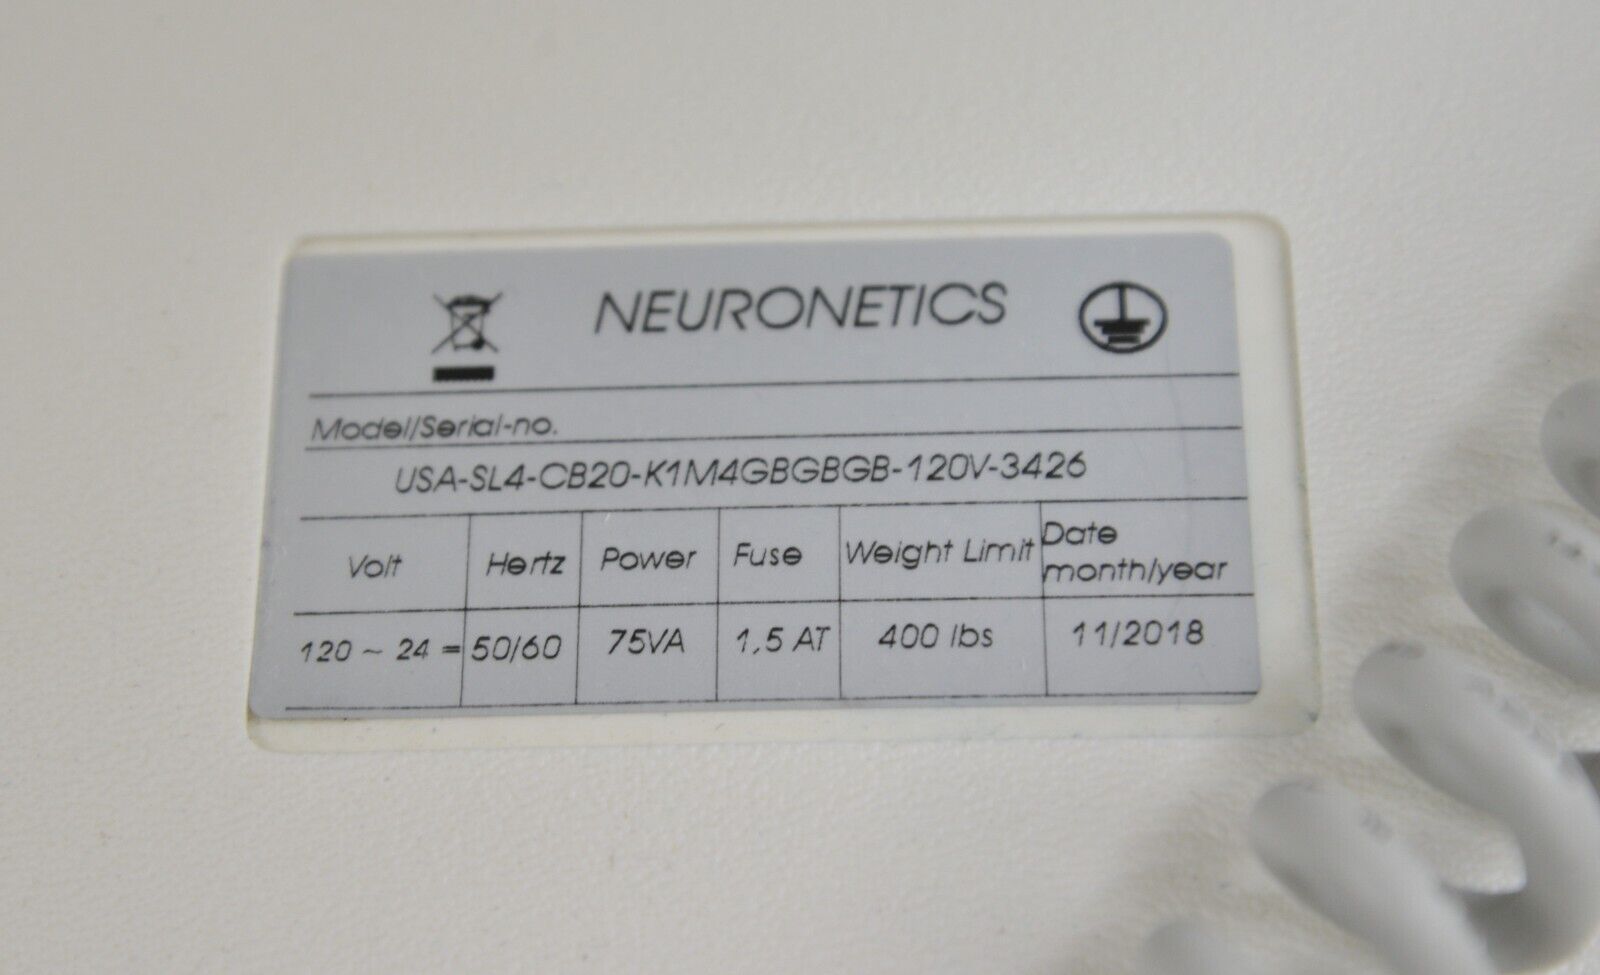 NEURONETICS
Model/Serial-no.
USA-SL4-CB20-K1M4GBGBGB-120V-3426
Volt Hertz Power Fuse Weight Limit Date month/year
120 ~ 24 = 50/60 75VA 1,5 AT 400 lbs 11/2018